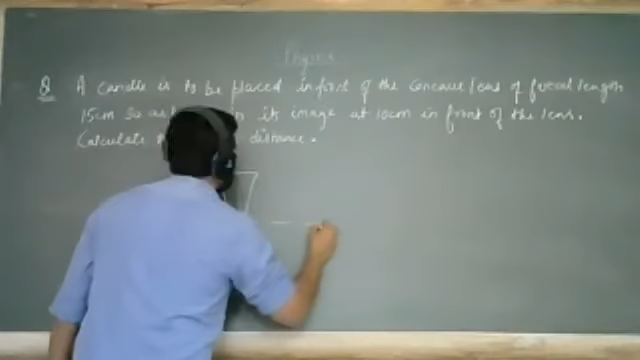 Physics
Q A candle is to be placed in front of the concave lens of focal length
15cm so as its image at 10cm in front of the lens.
Calculate distance.